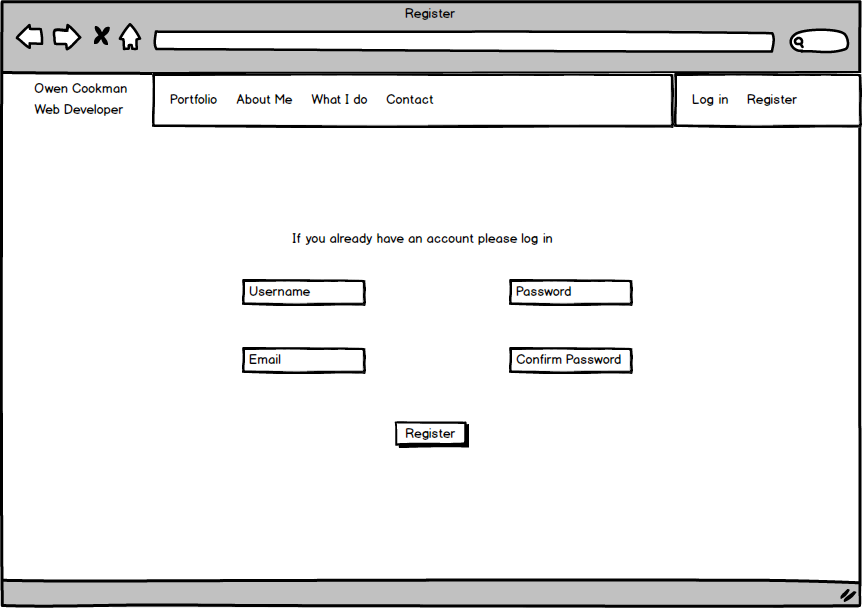 Register
Owen Cookman
Web Developer
Portfolio About Me What I do Contact
Log in Register
If you already have an account please log in
Username Password
Email Confirm Password
Register